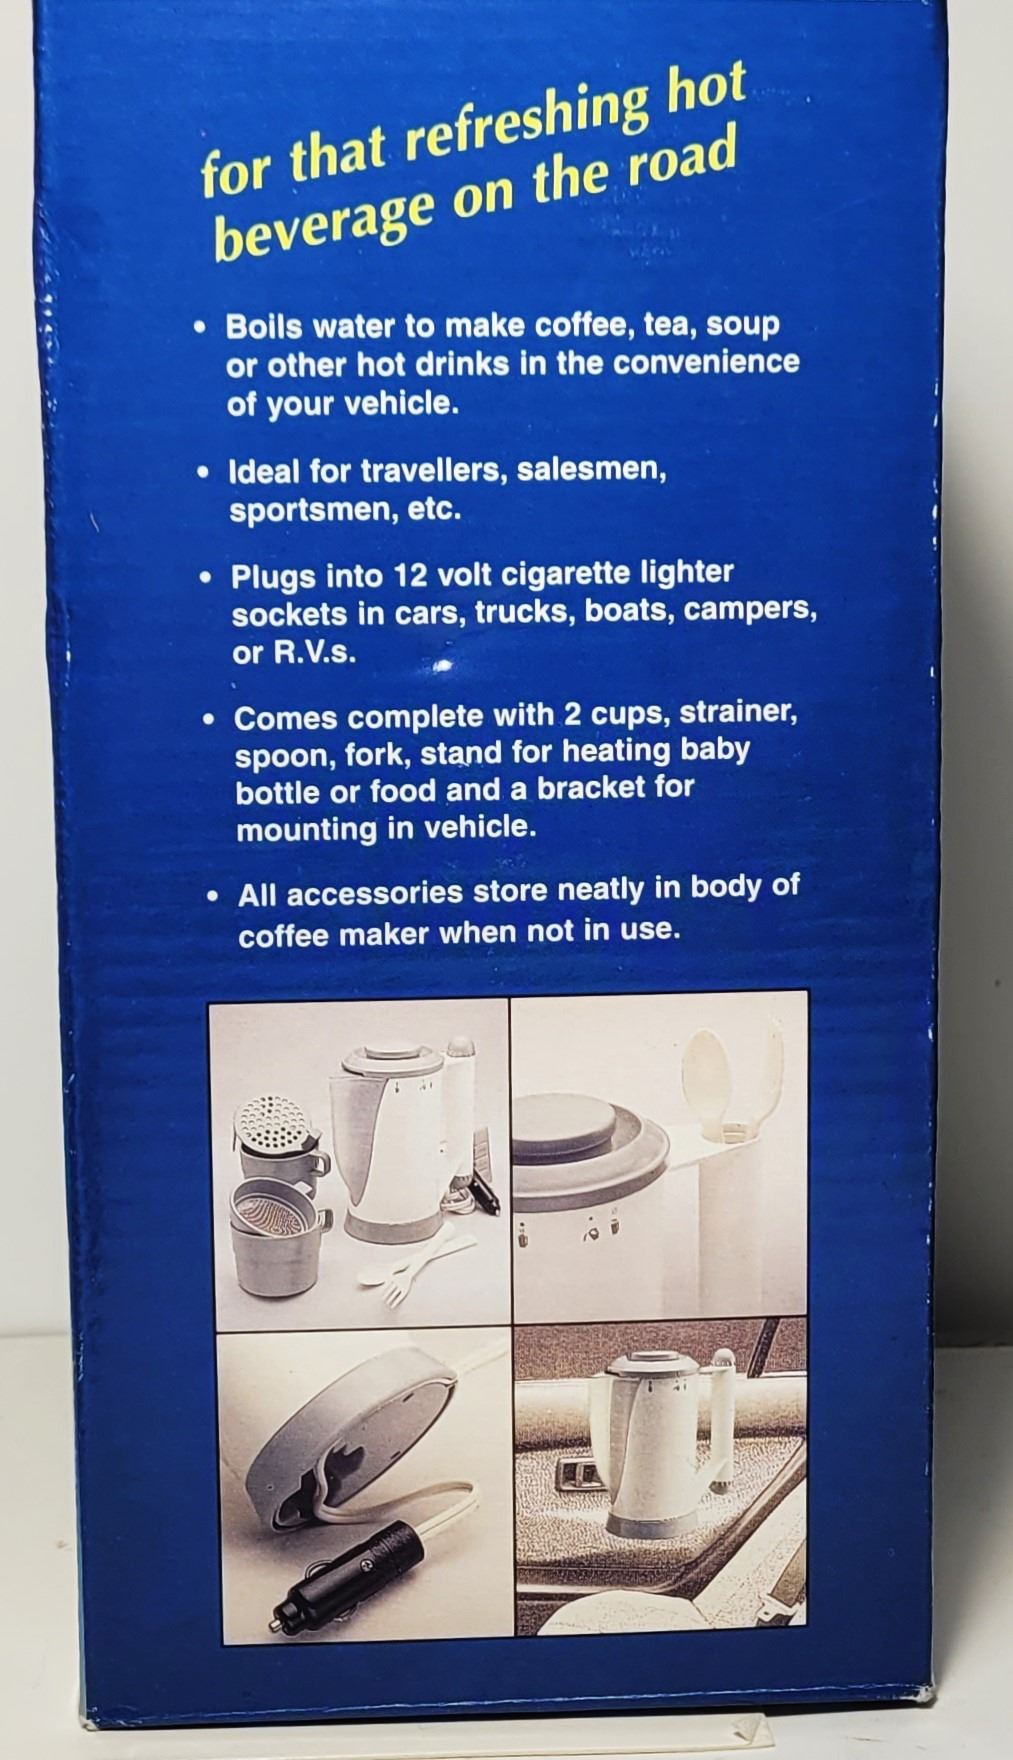 for that refreshing hot
beverage on the road
• Boils water to make coffee, tea, soup
or other hot drinks in the convenience
of your vehicle.
• Ideal for travellers, salesmen,
sportsmen, etc.
• Plugs into 12 volt cigarette lighter
sockets in cars, trucks, boats, campers,
or R.V.s.
• Comes complete with 2 cups, strainer,
spoon, fork, stand for heating baby
bottle or food and a bracket for
mounting in vehicle.
• All accessories store neatly in body of
coffee maker when not in use.